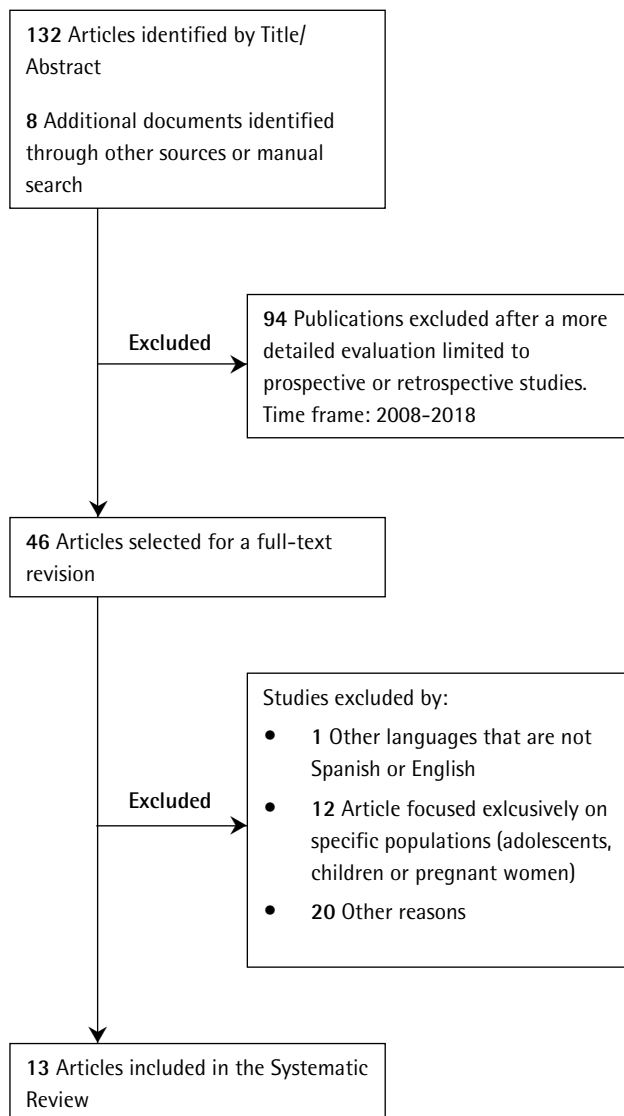 132 Articles identified by Title/
Abstract
8 Additional documents identified
through other sources or manual
search
Excluded
94 Publications excluded after a more
detailed evaluation limited to
prospective or retrospective studies.
Time frame: 2008-2018
46 Articles selected for a full-text
revision
Excluded
Studies excluded by:
• 1 Other languages that are not
Spanish or English
• 12 Article focused exlcusively on
specific populations (adolescents,
children or pregnant women)
• 20 Other reasons
13 Articles included in the Systematic
Review